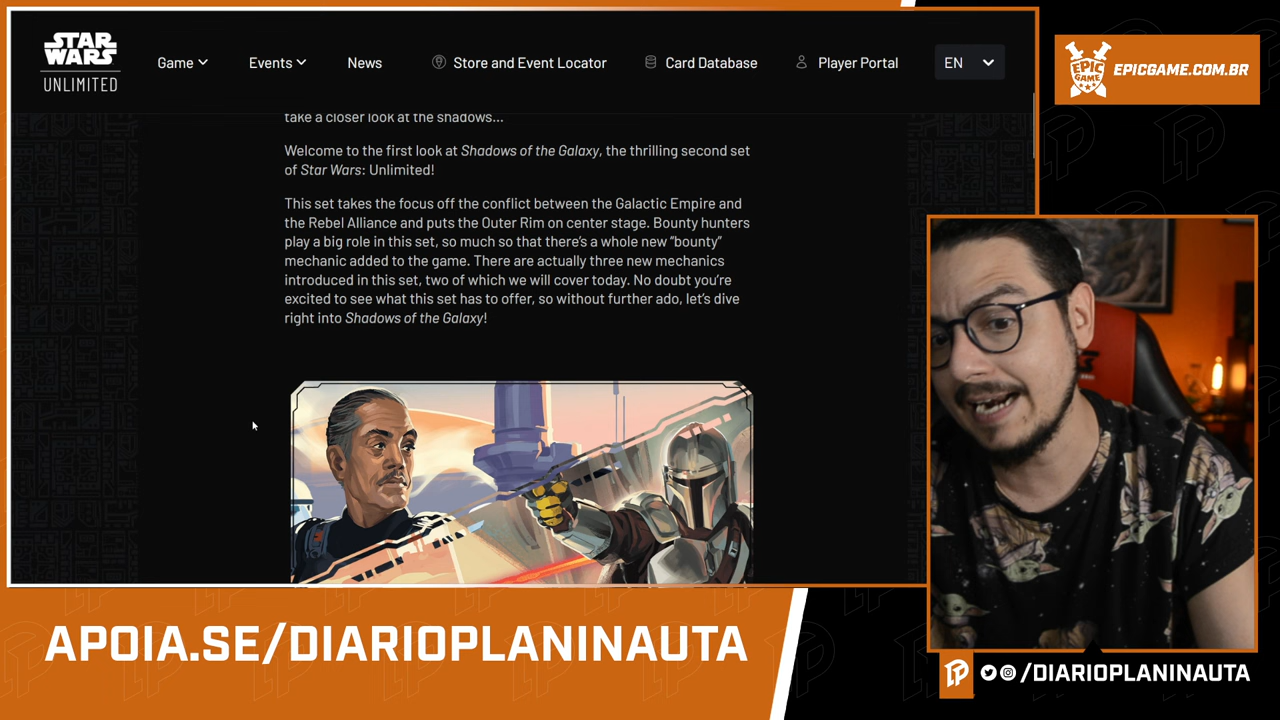 STAR
WARS
UNLIMITED
Game
Events
News
Store and Event Locator
Card Database
Player Portal
EN
take a closer look at the shadows...
Welcome to the first look at Shadows of the Galaxy, the thrilling second set
of Star Wars: Unlimited!
This set takes the focus off the conflict between the Galactic Empire and
the Rebel Alliance and puts the Outer Rim on center stage. Bounty hunters
play a big role in this set, so much so that there's a whole new “bounty”
mechanic added to the game. There are actually three new mechanics
introduced in this set, two of which we will cover today. No doubt you're
excited to see what this set has to offer, so without further ado, let's dive
right into Shadows of the Galaxy!
EPIC
GAME
EPICGAME.COM.BR
APOIA.SE/DIARIOPLANINAUTA
/DIARIOPLANINAUTA